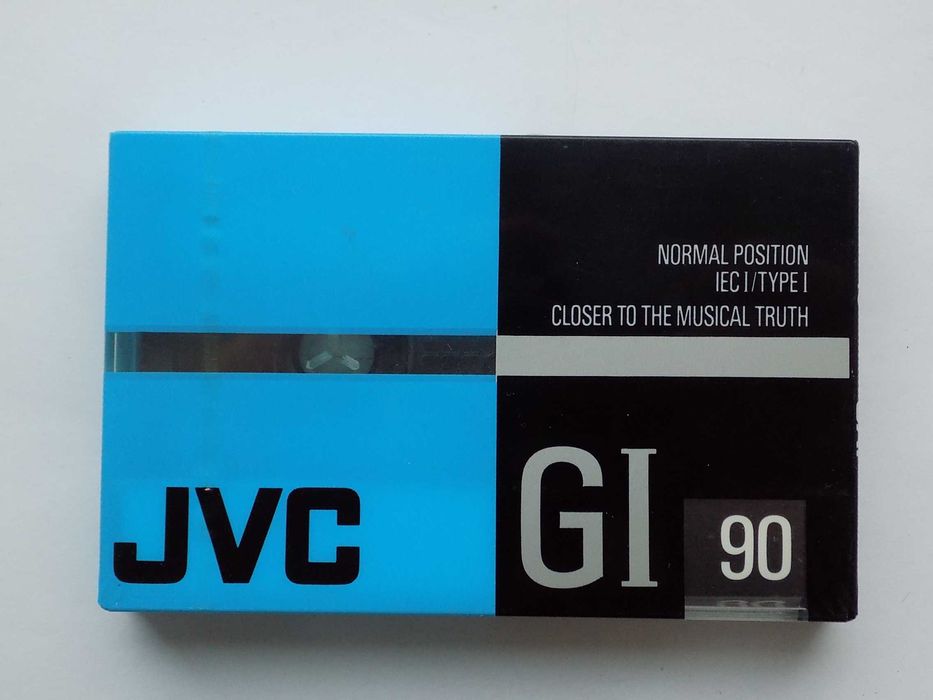 NORMAL POSITION
IEC I/TYPE I
CLOSER TO THE MUSICAL TRUTH
JVC
GI
90